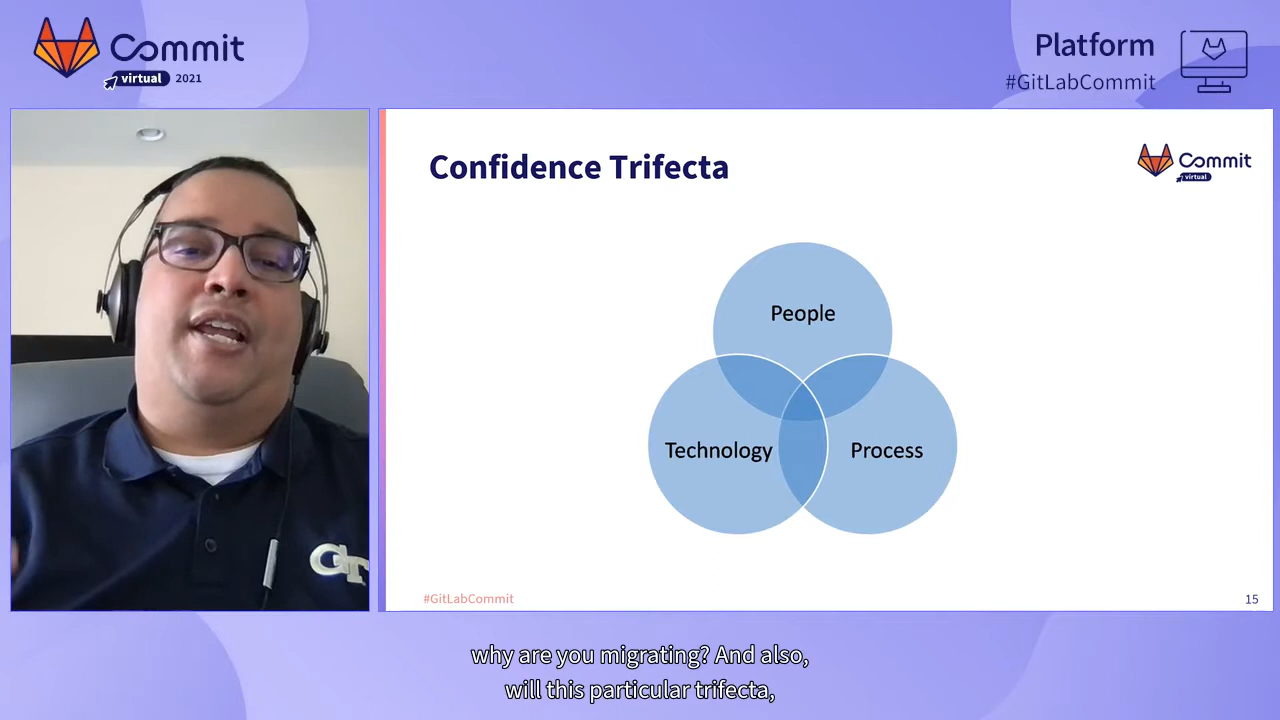 Commit
virtual 2021
Platform
#GitLabCommit
Confidence Trifecta
Commit
virtual
People
Technology
Process
GT
#GitLabCommit
15
why are you migrating? And also,
will this particular trifecta,